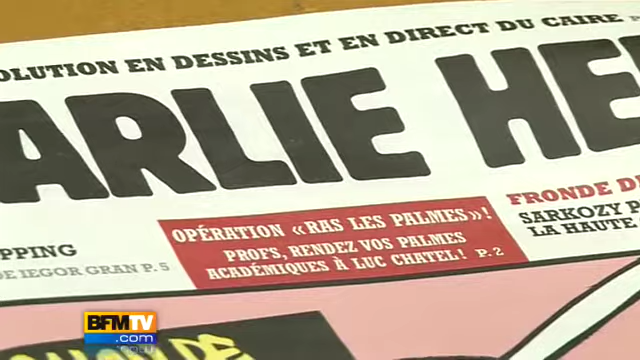 OLUTION EN DESSINS ET EN DIRECT DU CAIRE
ARLIE HE
FRONDE D
OPÉRATION «RAS LES PALMES»!
SARKOZY P
PROFS, RENDEZ VOS PALMES
LA HAUTE
PPING
ACADÉMIQUES À LUC CHATEL! P.2
DE IEGOR GRAN P.5
BFMTV
.com